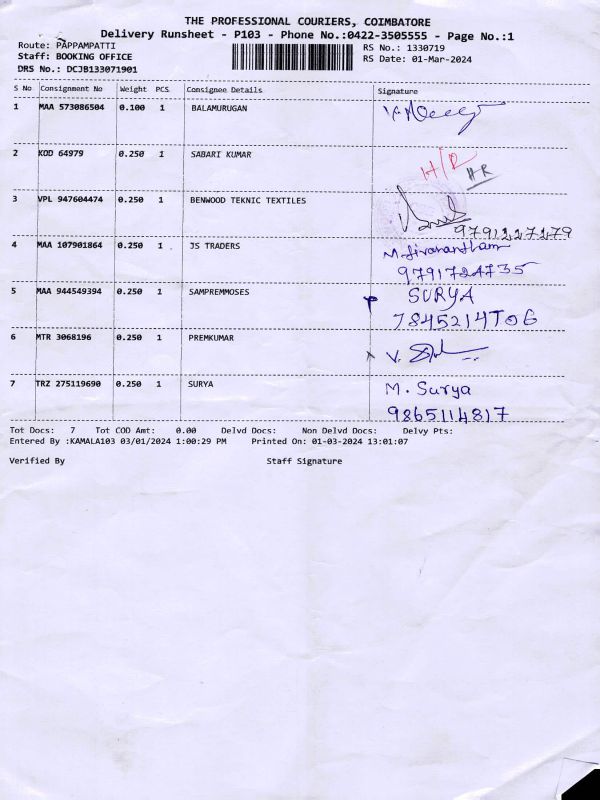 THE PROFESSIONAL COURIERS, COIMBATORE
Delivery Runsheet - P103 - Phone No.:0422-3505555 - Page No.:1
Route: PAPPAMPATTI RS No.: 1330719
Staff: BOOKING OFFICE RS Date: 01-Mar-2024
DRS No.: DCJB133071901
S No Consignment No Weight PCS Consignee Details Signature
1 MAA 573086504 0.100 1 BALAMURUGAN
2 KOD 64979 0.250 1 SABARI KUMAR
H/R HR
3 VPL 947604474 0.250 1 BENWOOD TEKNIC TEXTILES
9791227279
4 MAA 107901864 0.250 1 JS TRADERS M.Jivanantham
9791724735
5 MAA 944549394 0.250 1 SAMPREMMOSES SURYA
7845214706
6 MTR 3068196 0.250 1 PREMKUMAR
7 TRZ 275119690 0.250 1 SURYA M. Surya
9865114817
Tot Docs: 7 Tot COD Amt: 0.00 Delvd Docs: Non Delvd Docs: Delvy Pts:
Entered By :KAMALA103 03/01/2024 1:00:29 PM Printed On: 01-03-2024 13:01:07
Verified By Staff Signature